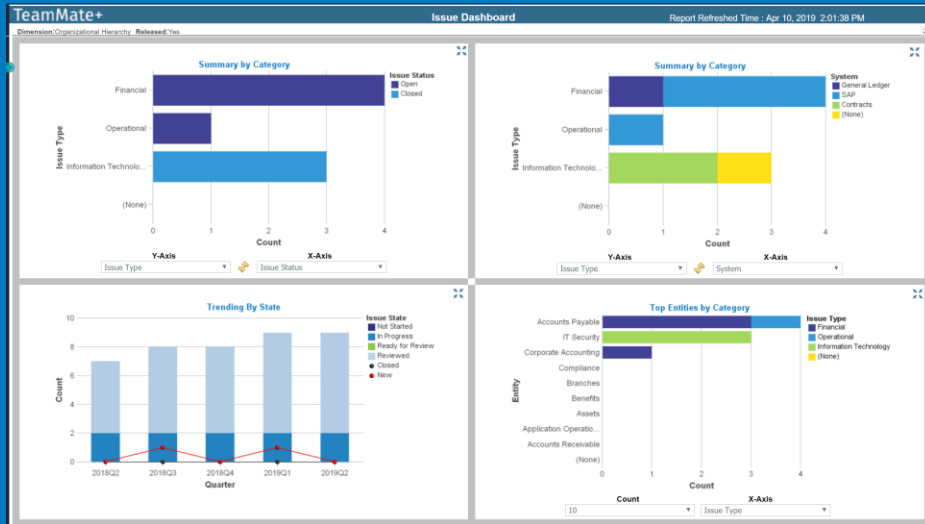 TeamMate+
Issue Dashboard
Report Refreshed Time : Apr 10, 2019 2:01:38 PM
Dimension:Organizational Hierarchy Released:Yes
Summary by Category
Issue Status
Open
Closed
Issue Type
Financial
Operational
Information Technolo...
(None)
0 1 2 3 4
Count
Y-Axis X-Axis
Issue Type Issue Status
Summary by Category
System
General Ledger
SAP
Contracts
(None)
Issue Type
Financial
Operational
Information Technolo...
(None)
0 1 2 3 4
Count
Y-Axis X-Axis
Issue Type System
Trending By State
Issue State
Not Started
In Progress
Ready for Review
Reviewed
Closed
New
Count
10
8
6
4
2
0
2018Q2 2018Q3 2018Q4 2019Q1 2019Q2
Quarter
Top Entities by Category
Issue Type
Financial
Operational
Information Technology
(None)
Entity
Accounts Payable
IT Security
Corporate Accounting
Compliance
Branches
Benefits
Assets
Application Operatio...
Accounts Receivable
(None)
0 1 2 3 4
Count
Count X-Axis
10 Issue Type